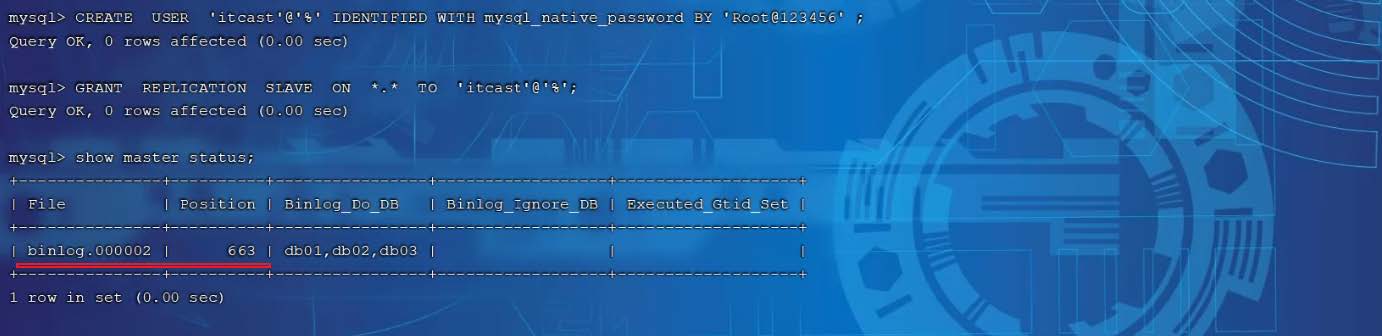 mysql> CREATE  USER  'itcast'@'%' IDENTIFIED WITH mysql_native_password BY 'Root@123456' ;
Query OK, 0 rows affected (0.00 sec)
mysql> GRANT  REPLICATION  SLAVE  ON  *.*  TO  'itcast'@'%';
Query OK, 0 rows affected (0.00 sec)
mysql> show master status;
+---------------+----------+-----------------+------------------+-------------------+
| File          | Position | Binlog_Do_DB    | Binlog_Ignore_DB | Executed_Gtid_Set |
+---------------+----------+-----------------+------------------+-------------------+
| binlog.000002 |      663 | db01,db02,db03 |                  |                   |
+---------------+----------+-----------------+------------------+-------------------+
1 row in set (0.00 sec)